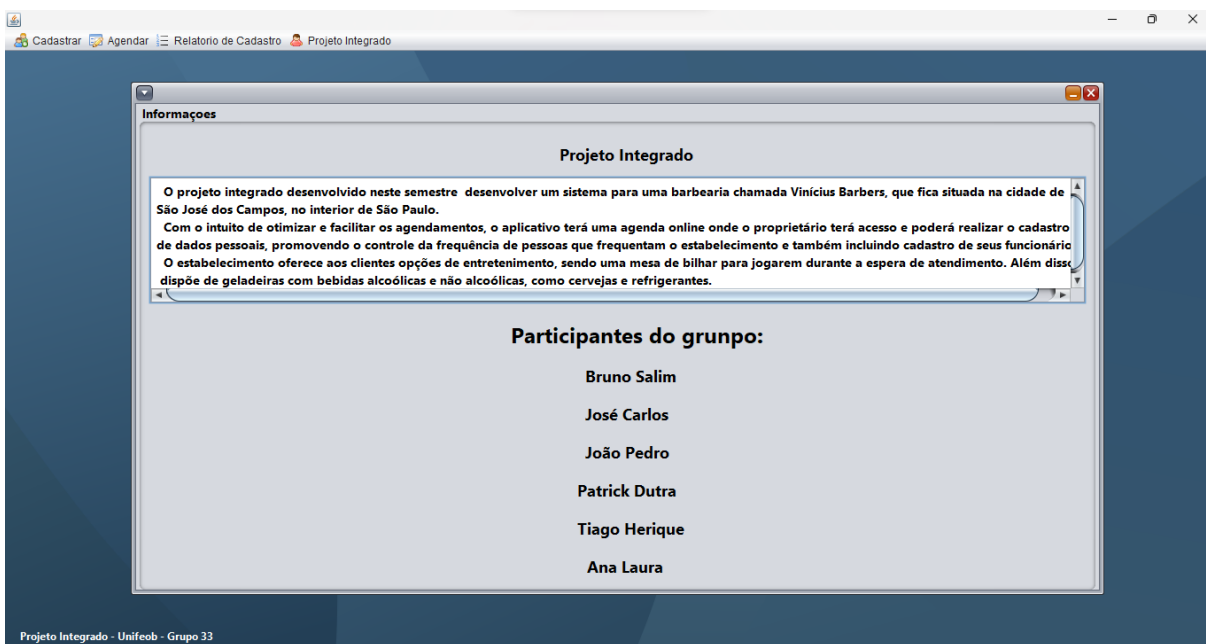 Cadastrar Agendar Relatorio de Cadastro Projeto Integrado
Informaçoes
Projeto Integrado
O projeto integrado desenvolvido neste semestre desenvolver um sistema para uma barbearia chamada Vinícius Barbers, que fica situada na cidade de
São José dos Campos, no interior de São Paulo.
Com o intuito de otimizar e facilitar os agendamentos, o aplicativo terá uma agenda online onde o proprietário terá acesso e poderá realizar o cadastro
de dados pessoais, promovendo o controle da frequência de pessoas que frequentam o estabelecimento e também incluindo cadastro de seus funcionário
O estabelecimento oferece aos clientes opções de entretenimento, sendo uma mesa de bilhar para jogarem durante a espera de atendimento. Além disso
dispõe de geladeiras com bebidas alcoólicas e não alcoólicas, como cervejas e refrigerantes.
Participantes do grunpo:
Bruno Salim
José Carlos
João Pedro
Patrick Dutra
Tiago Herique
Ana Laura
Projeto Integrado - Unifeob - Grupo 33